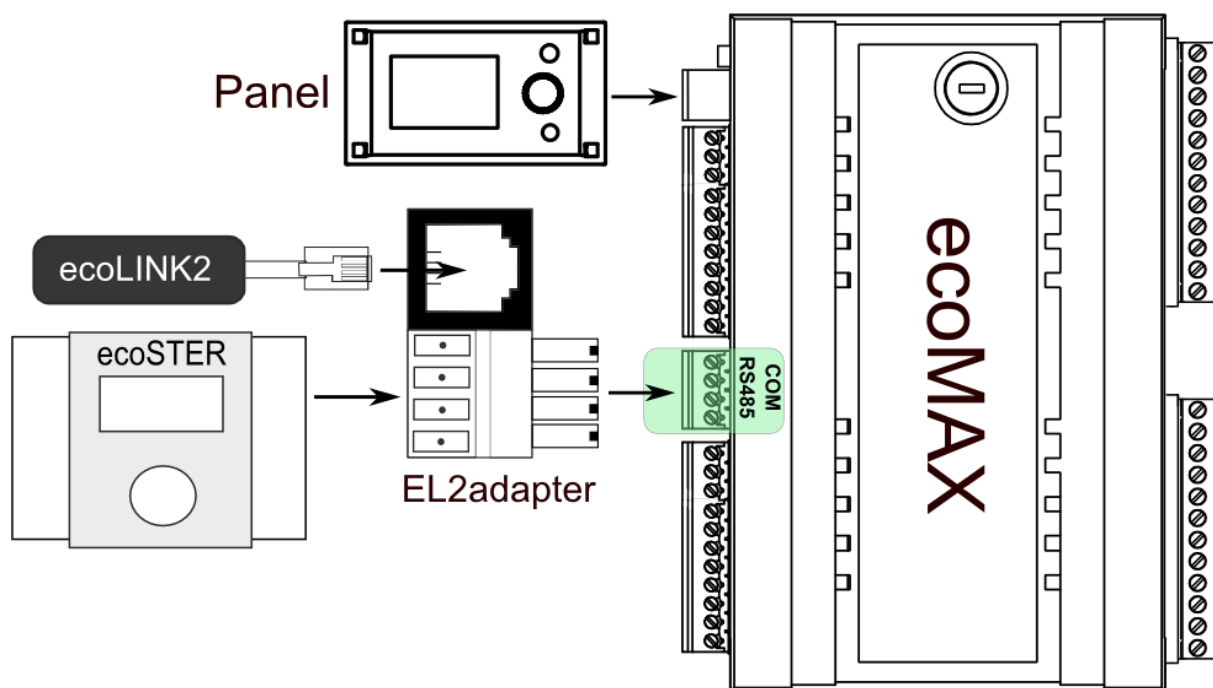 Panel
ecoLINK2
ecoSTER
EL2adapter
COM
RS485
ecoMAX